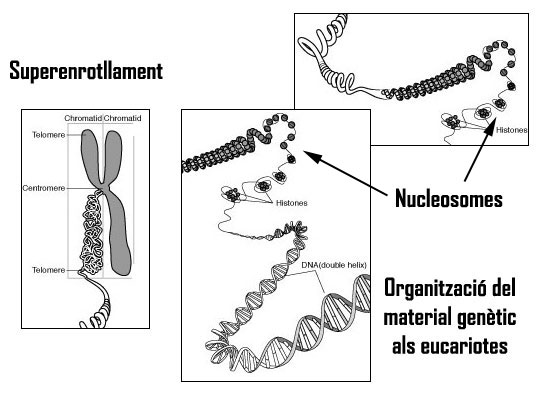 Superenrotllament
Chromatid Chromatid
Telomere
Centromere
Telomere
Histones
Nucleosomes
Histones
DNA(double helix)
Organització del
material genètic
als eucariotes